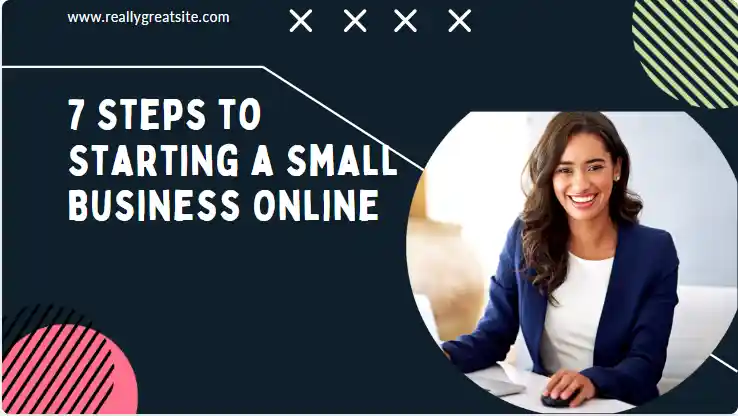 www.reallygreatsite.com
7 STEPS TO
STARTING A SMALL
BUSINESS ONLINE